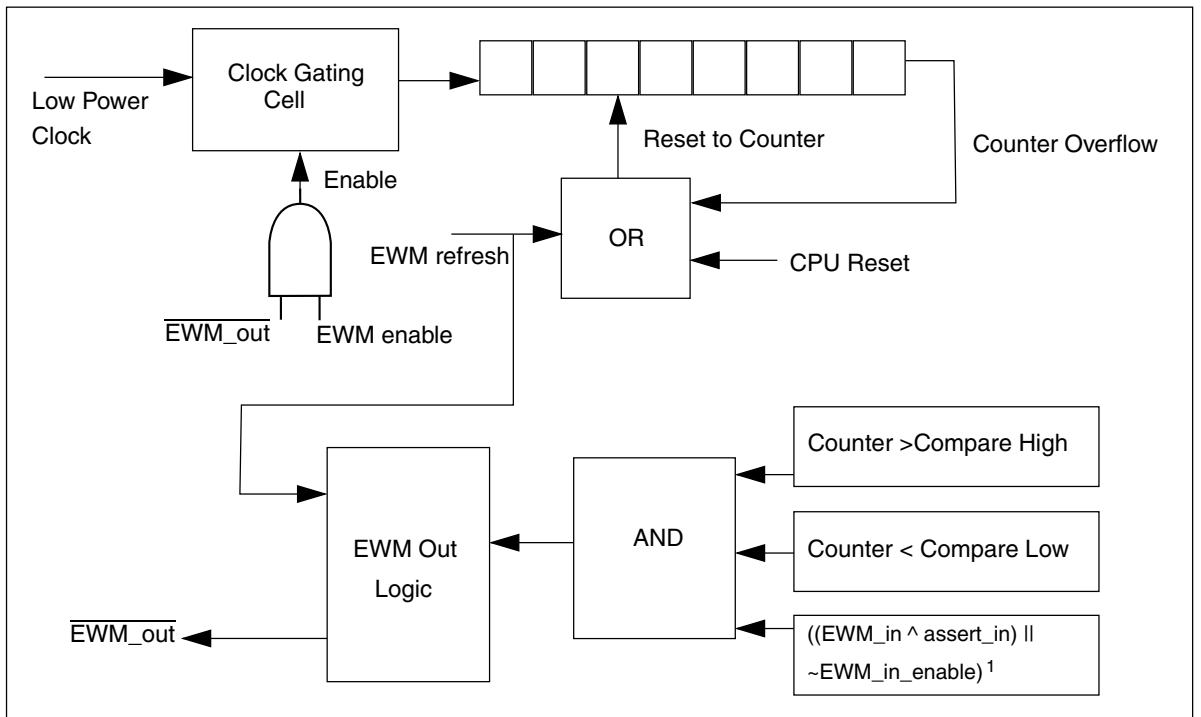 Clock Gating
Cell
Low Power
Clock
Reset to Counter
Counter Overflow
Enable
OR
EWM refresh
CPU Reset
EWM_out
EWM enable
Counter >Compare High
EWM Out
Logic
AND
Counter < Compare Low
EWM_out
((EWM_in ^ assert_in) ||
~EWM_in_enable)¹